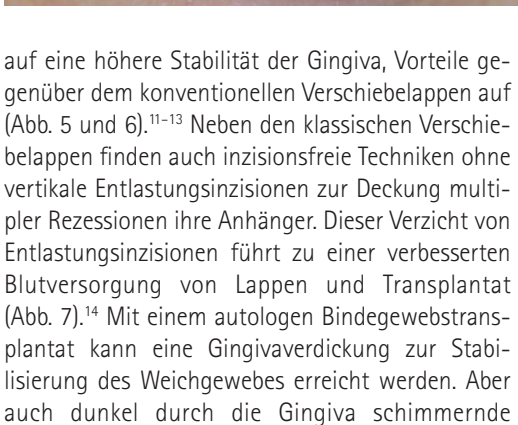 auf eine höhere Stabilität der Gingiva, Vorteile ge-
genüber dem konventionellen Verschiebelappen auf
(Abb. 5 und 6).¹¹⁻¹³ Neben den klassischen Verschie-
belappen finden auch inzisionsfreie Techniken ohne
vertikale Entlastungsinzisionen zur Deckung multi-
pler Rezessionen ihre Anhänger. Dieser Verzicht von
Entlastungsinzisionen führt zu einer verbesserten
Blutversorgung von Lappen und Transplantat
(Abb. 7).¹⁴ Mit einem autologen Bindegewebstrans-
plantat kann eine Gingivaverdickung zur Stabi-
lisierung des Weichgewebes erreicht werden. Aber
auch dunkel durch die Gingiva schimmernde